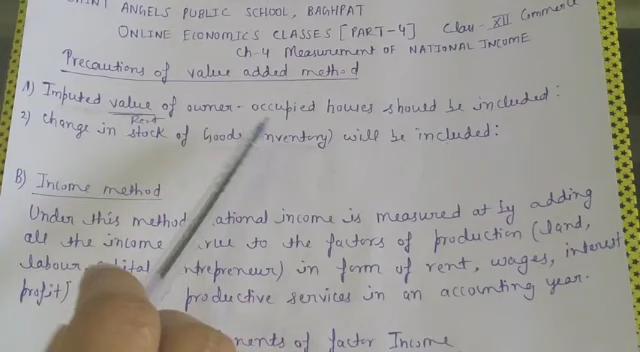 ANGELS PUBLIC SCHOOL, BAGHPAT
ONLINE ECONOMICS CLASSES [PART-4] Class-XII Commerce
Ch-4 Measurement OF NATIONAL INCOME
Precautions of value added method
1) Imputed value of owner-occupied houses should be included:
Rent
2) Change in stock of Goods inventory) will be included:
B) Income method
Under this method national income is measured at by adding
all the income to the factors of production (land,
labour in form of rent, wages, interest
profit] productive services in an accounting year.
of factor Income